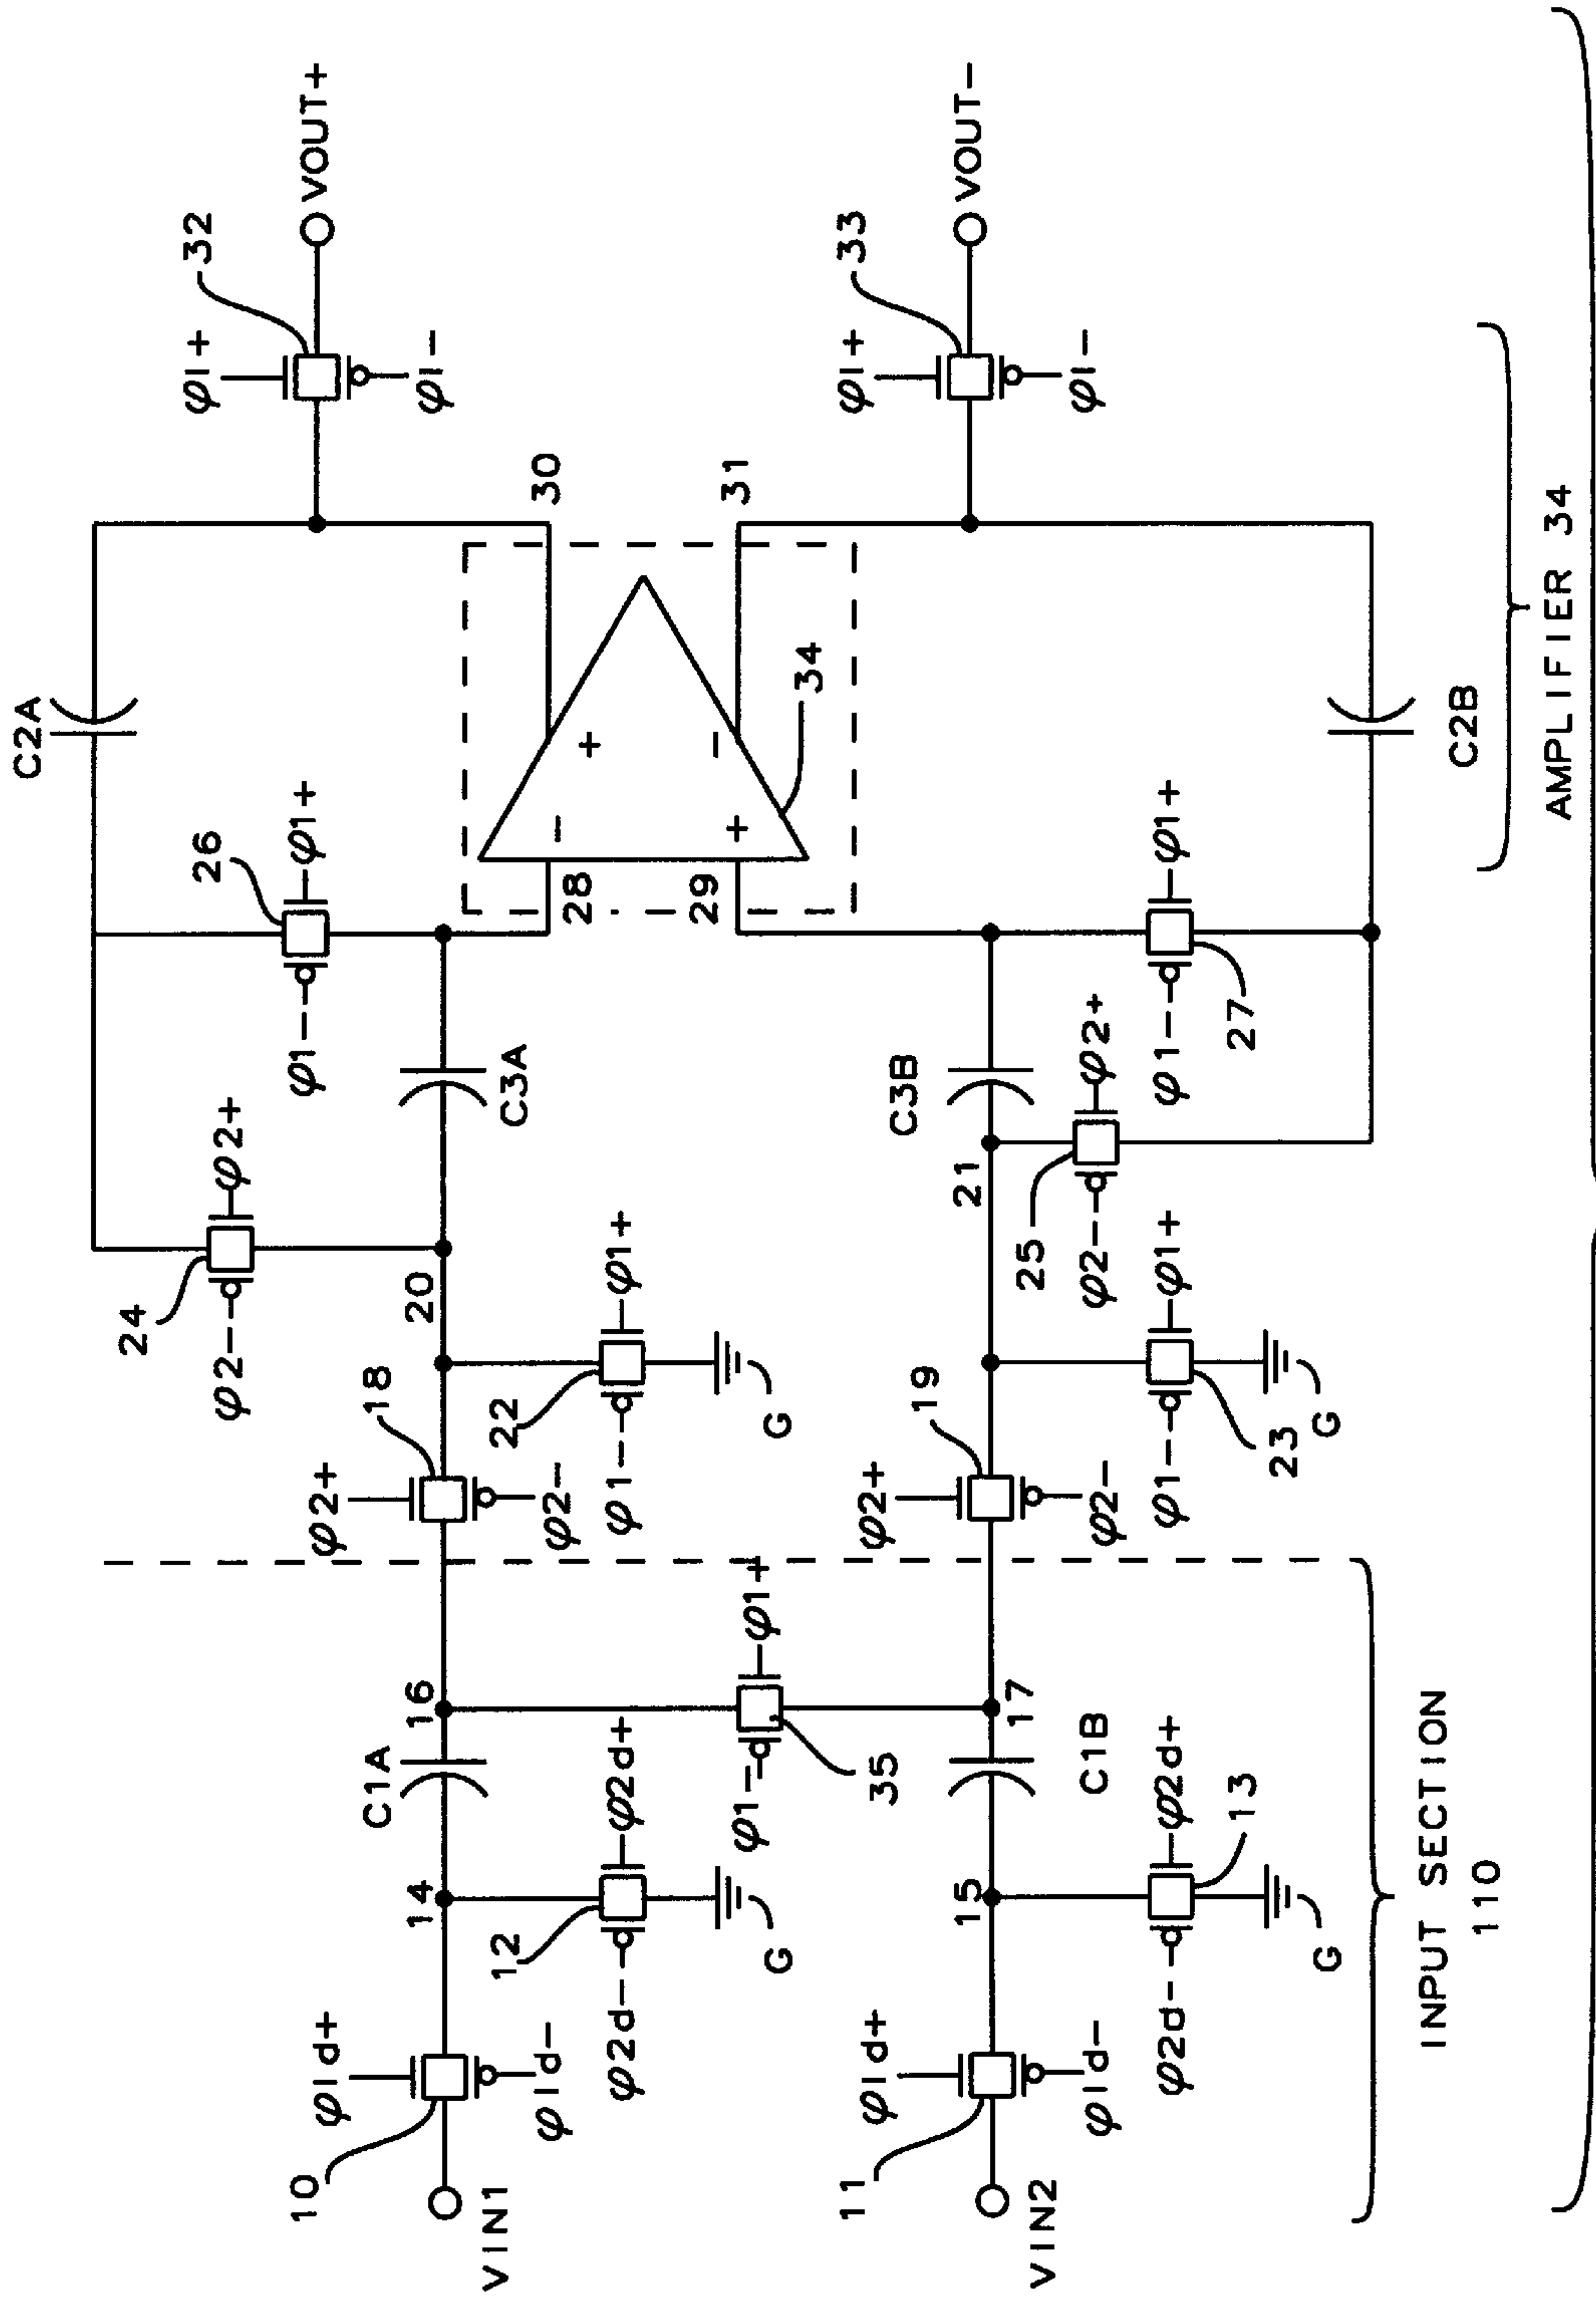 C2A
24
φ2+
φ2-
26
φ1+
φ1-
32
φ1+
φ1-
VOUT+
10
φ1d+
φ1d-
VIN1
14
C1A
16
φ2+
18
φ2-
20
C3A
28
30
-
+
+
-
34
12
φ2d+
φ2d-
G
22
φ1+
φ1-
G
φ1+
φ1-
35
29
31
11
φ1d+
φ1d-
VIN2
15
C1B
17
φ2+
19
φ2-
21
C3B
33
φ1+
φ1-
VOUT-
13
φ2d+
φ2d-
G
23
φ1+
φ1-
G
25
φ2+
φ2-
27
φ1+
φ1-
C2B
INPUT SECTION
110
AMPLIFIER 34